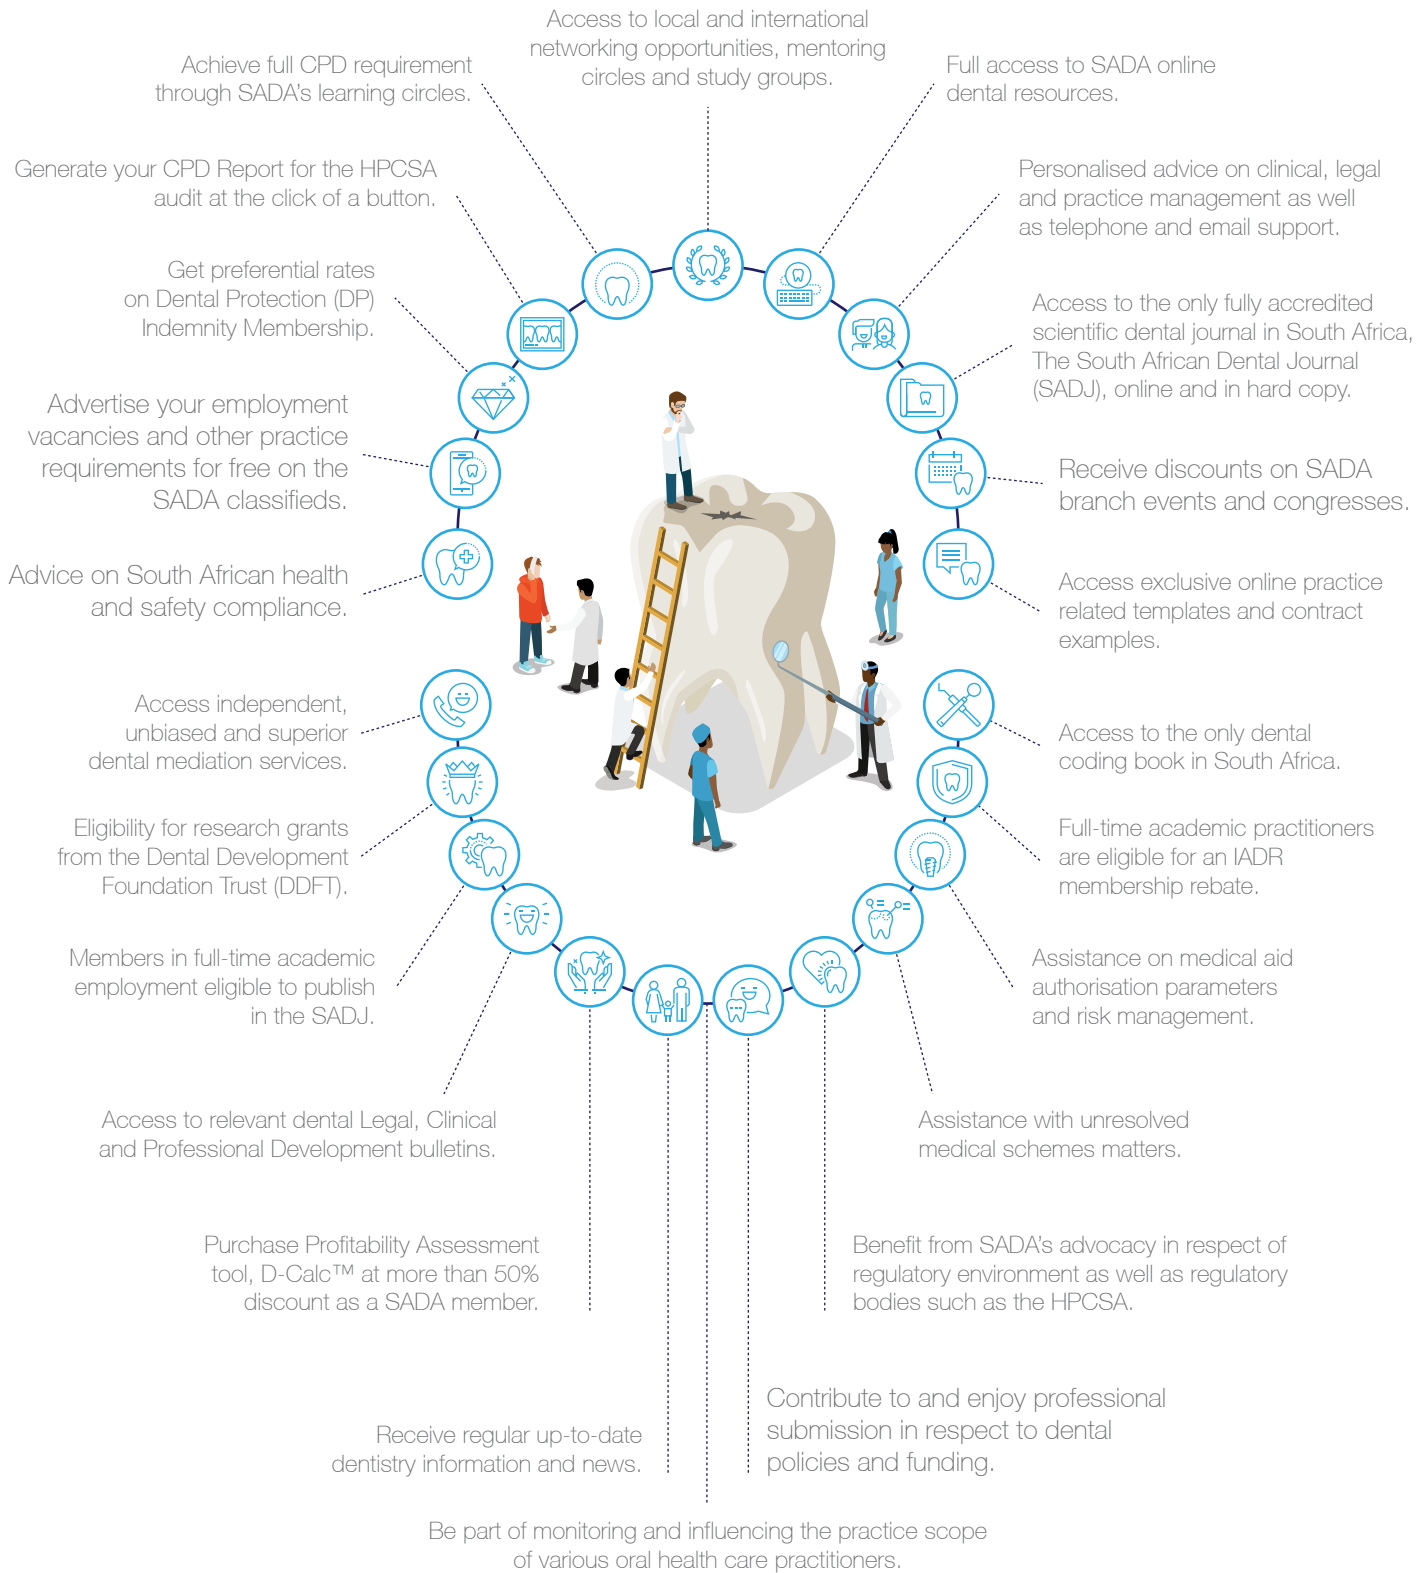 Access to local and international
networking opportunities, mentoring
circles and study groups.
Achieve full CPD requirement
through SADA's learning circles.
Full access to SADA online
dental resources.
Generate your CPD Report for the HPCSA
audit at the click of a button.
Personalised advice on clinical, legal
and practice management as well
as telephone and email support.
Get preferential rates
on Dental Protection (DP)
Indemnity Membership.
Access to the only fully accredited
scientific dental journal in South Africa,
The South African Dental Journal
(SADJ), online and in hard copy.
Advertise your employment
vacancies and other practice
requirements for free on the
SADA classifieds.
Receive discounts on SADA
branch events and congresses.
Advice on South African health
and safety compliance.
Access exclusive online practice
related templates and contract
examples.
Access independent,
unbiased and superior
dental mediation services.
Access to the only dental
coding book in South Africa.
Eligibility for research grants
from the Dental Development
Foundation Trust (DDFT).
Full-time academic practitioners
are eligible for an IADR
membership rebate.
Members in full-time academic
employment eligible to publish
in the SADJ.
Assistance on medical aid
authorisation parameters
and risk management.
Access to relevant dental Legal, Clinical
and Professional Development bulletins.
Assistance with unresolved
medical schemes matters.
Purchase Profitability Assessment
tool, D-Calc™ at more than 50%
discount as a SADA member.
Benefit from SADA's advocacy in respect of
regulatory environment as well as regulatory
bodies such as the HPCSA.
Receive regular up-to-date
dentistry information and news.
Contribute to and enjoy professional
submission in respect to dental
policies and funding.
Be part of monitoring and influencing the practice scope
of various oral health care practitioners.